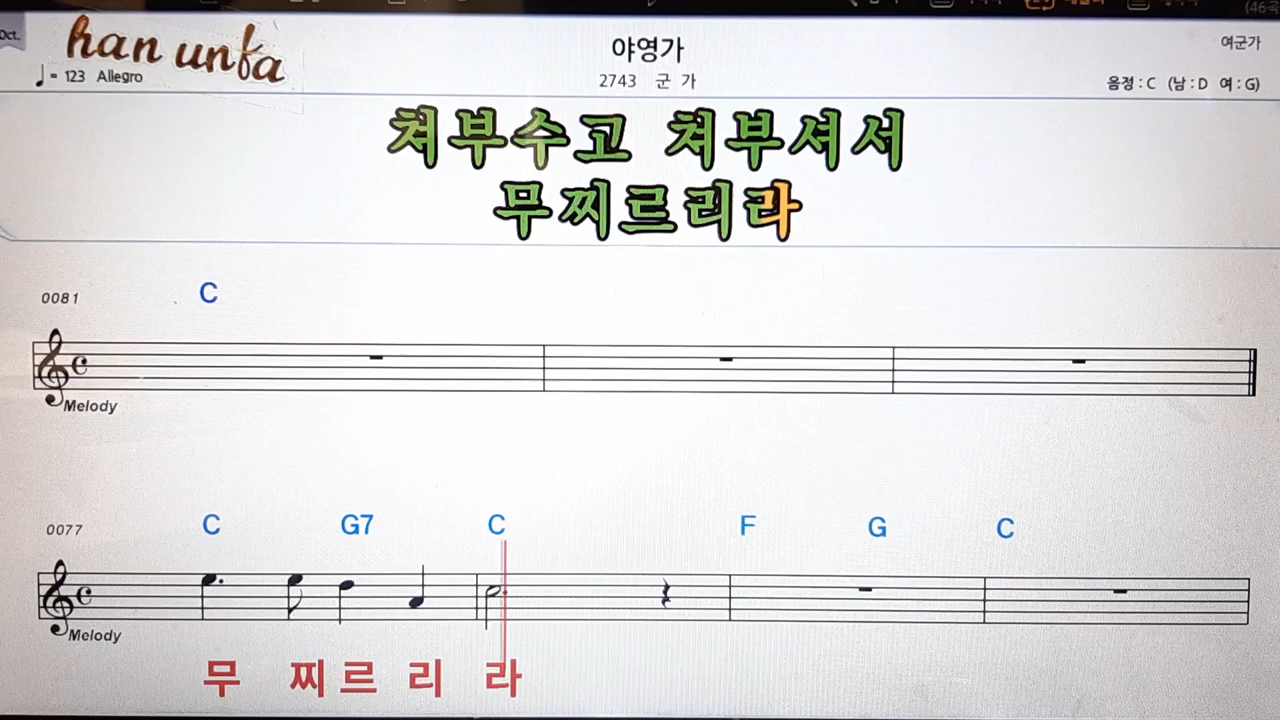 Oct.
han unfa
야영가
여군가
♩= 123 Allegro
2743 군 가
음정 : C (남 : D 여 : G)
쳐부수고 쳐부셔서
무찌르리라
0081 C
Melody
0077 C G7 C F G C
Melody
무 찌 르 리 라